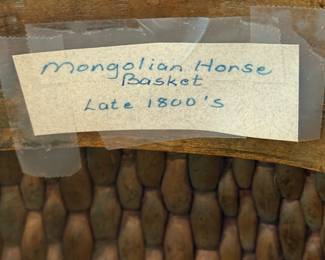 Mongolian Horse
Basket
Late 1800's